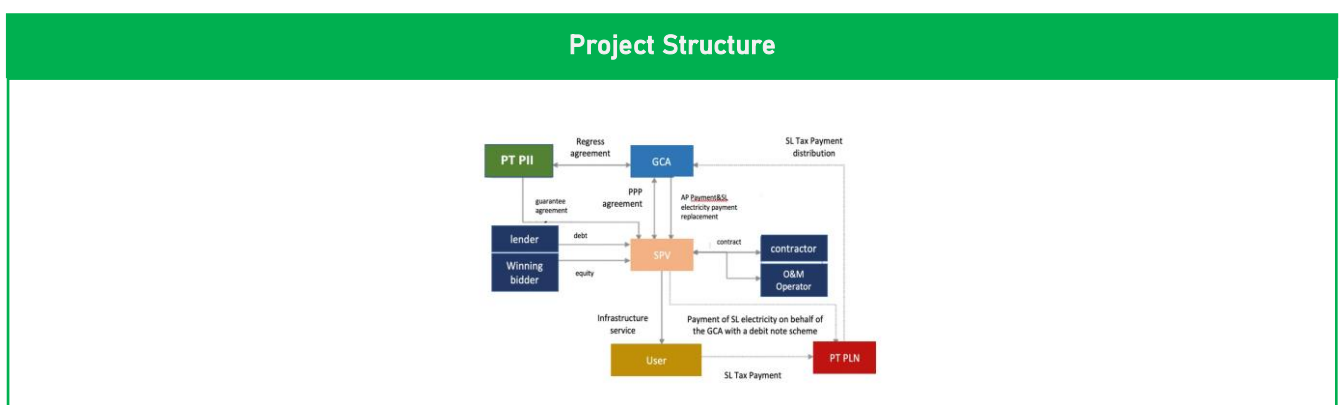 Project Structure
Regress
agreement
SL Tax Payment
distribution
PT PII
GCA
PPP
agreement
AP Payment&SL
electricity payment
replacement
guarantee
agreement
lender
debt
SPV
contract
contractor
Winning
bidder
equity
O&M
Operator
Infrastructure
service
Payment of SL electricity on behalf of
the GCA with a debit note scheme
User
PT PLN
SL Tax Payment